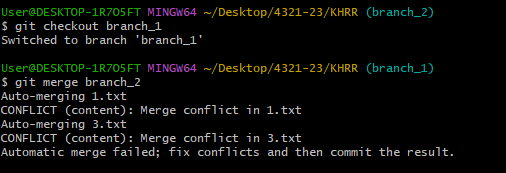 User@DESKTOP-1R7O5FT MINGW64 ~/Desktop/4321-23/KHRR (branch_2)
$ git checkout branch_1
Switched to branch 'branch_1'
User@DESKTOP-1R7O5FT MINGW64 ~/Desktop/4321-23/KHRR (branch_1)
$ git merge branch_2
Auto-merging 1.txt
CONFLICT (content): Merge conflict in 1.txt
Auto-merging 3.txt
CONFLICT (content): Merge conflict in 3.txt
Automatic merge failed; fix conflicts and then commit the result.